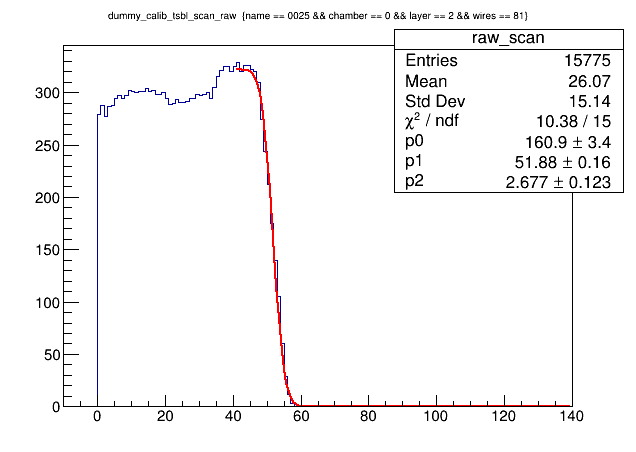 dummy_calib_tsbl_scan_raw {name == 0025 && chamber == 0 && layer == 2 && wires == 81}
raw_scan
Entries 15775
Mean 26.07
Std Dev 15.14
χ² / ndf 10.38 / 15
p0 160.9 ± 3.4
p1 51.88 ± 0.16
p2 2.677 ± 0.123
300
250
200
150
100
50
0
0 20 40 60 80 100 120 140